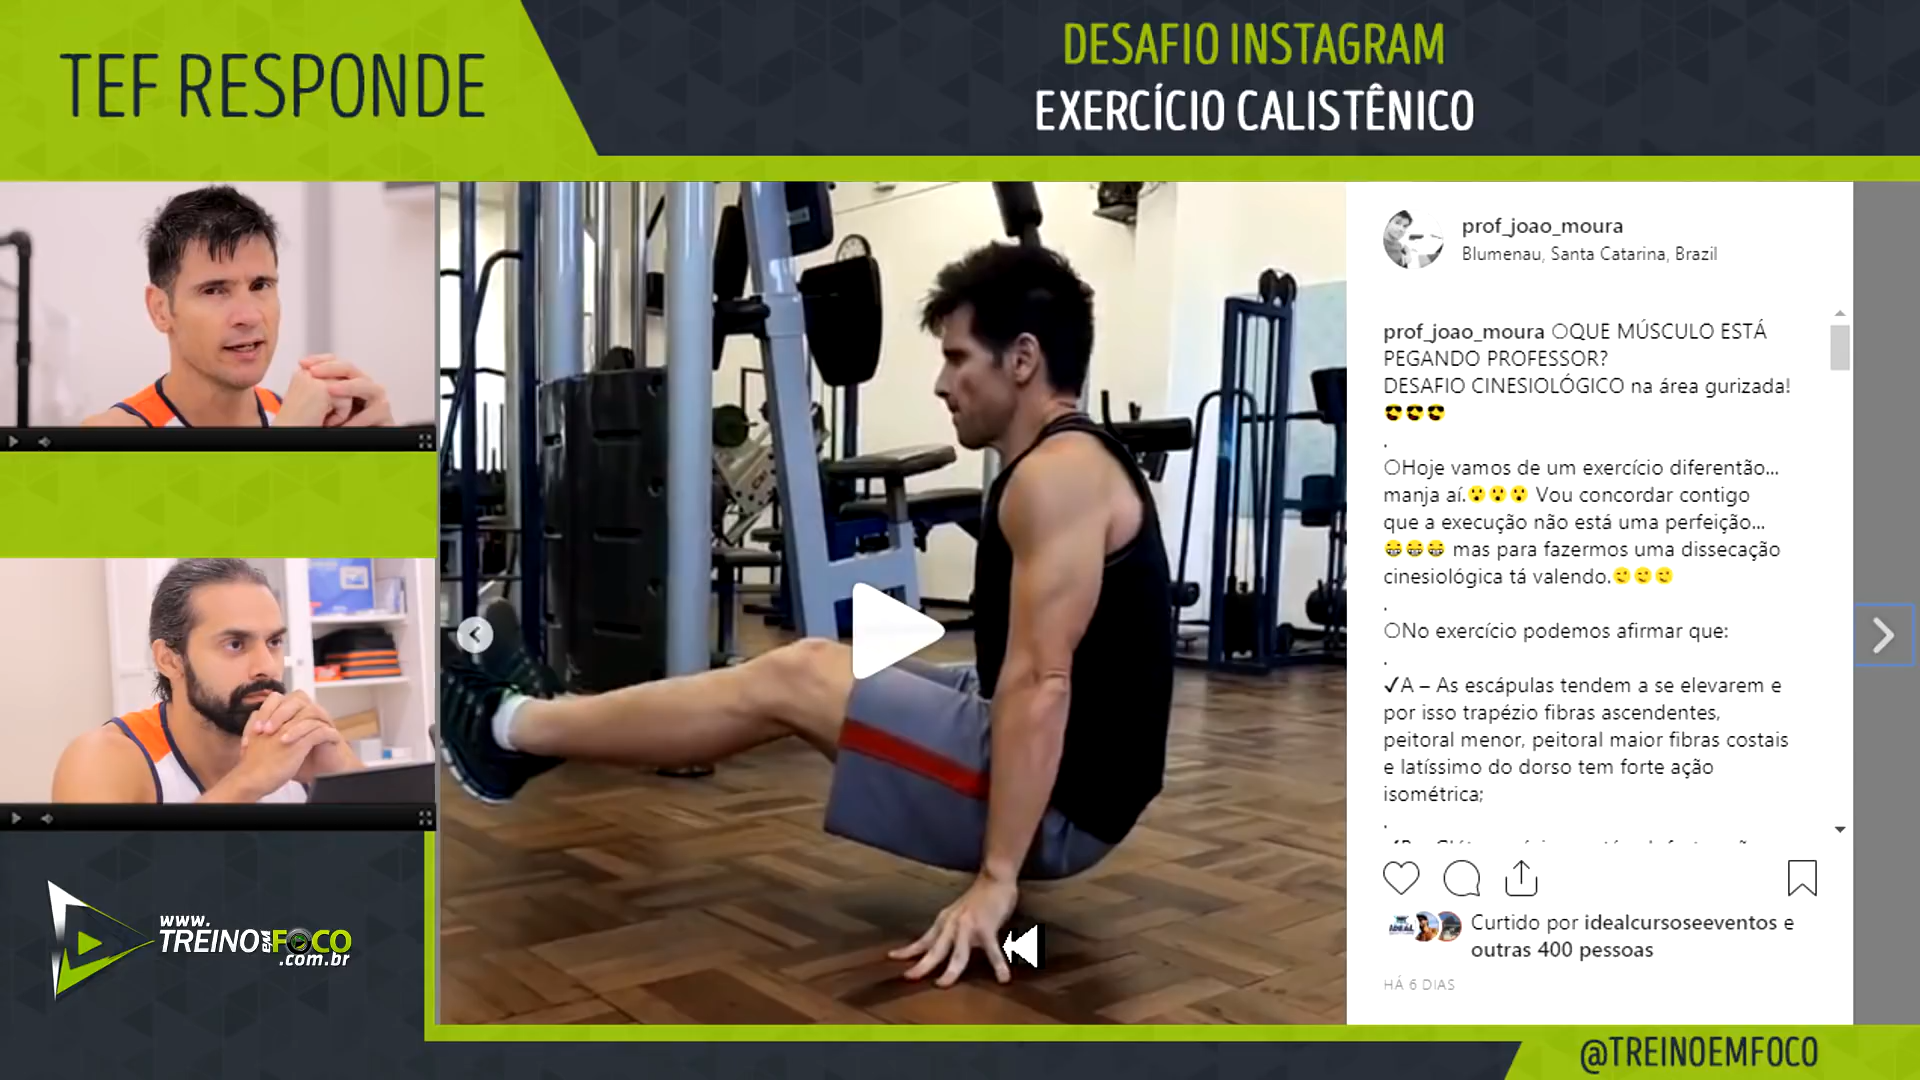 TEF RESPONDE
DESAFIO INSTAGRAM
EXERCÍCIO CALISTÊNICO
prof_joao_moura
Blumenau, Santa Catarina, Brazil
prof_joao_moura ○QUE MÚSCULO ESTÁ
PEGANDO PROFESSOR?
DESAFIO CINESIOLÓGICO na área gurizada!
😎😎😎
.
○Hoje vamos de um exercício diferentão...
manja aí.😮😮😮 Vou concordar contigo
que a execução não está uma perfeição...
😁😁😁 mas para fazermos uma dissecação
cinesiológica tá valendo.😉😉😉
.
○No exercício podemos afirmar que:
.
✓A – As escápulas tendem a se elevarem e
por isso trapézio fibras ascendentes,
peitoral menor, peitoral maior fibras costais
e latíssimo do dorso tem forte ação
isométrica;
.
Curtido por idealcursoseeventos e
outras 400 pessoas
HÁ 6 DIAS
www.
TREINO EM FOCO
.com.br
@TREINOEMFOCO